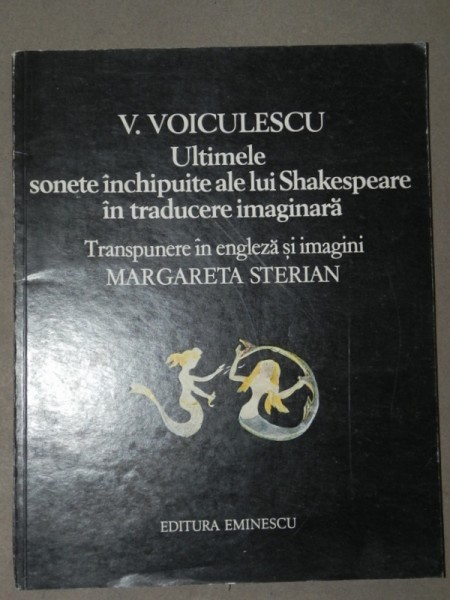 V. VOICULESCU
Ultimele
sonete închipuite ale lui Shakespeare
în traducere imaginară
Transpunere în engleză și imagini
MARGARETA STERIAN
EDITURA EMINESCU